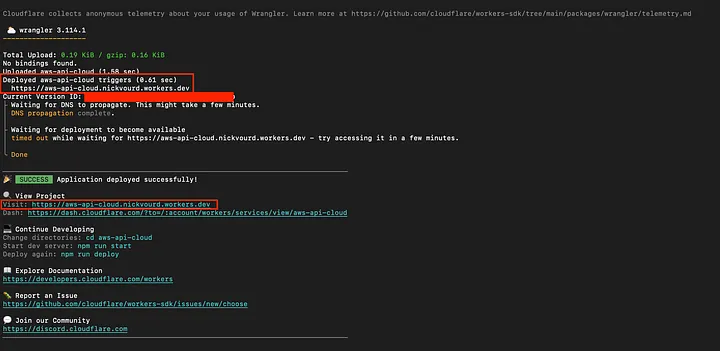 Cloudflare collects anonymous telemetry about your usage of Wrangler. Learn more at https://github.com/cloudflare/workers-sdk/tree/main/packages/wrangler/telemetry.md
wrangler 3.114.1
Total Upload: 0.19 KiB / gzip: 0.16 KiB
No bindings found.
Uploaded aws-api-cloud (1.58 sec)
Deployed aws-api-cloud triggers (0.61 sec)
https://aws-api-cloud.nickvourd.workers.dev
Current Version ID:
Waiting for DNS to propagate. This might take a few minutes.
DNS propagation complete.
Waiting for deployment to become available
timed out while waiting for https://aws-api-cloud.nickvourd.workers.dev - try accessing it in a few minutes.
Done
SUCCESS Application deployed successfully!
View Project
Visit: https://aws-api-cloud.nickvourd.workers.dev
Dash: https://dash.cloudflare.com/?to=/:account/workers/services/view/aws-api-cloud
Continue Developing
Change directories: cd aws-api-cloud
Start dev server: npm run start
Deploy again: npm run deploy
Explore Documentation
https://developers.cloudflare.com/workers
Report an Issue
https://github.com/cloudflare/workers-sdk/issues/new/choose
Join our Community
https://discord.cloudflare.com